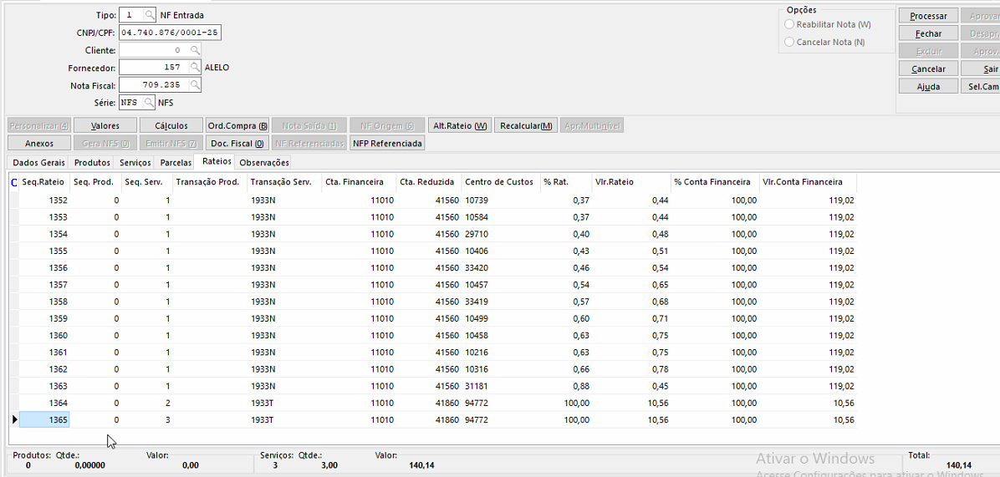 Tipo: 1 NF Entrada
CNPJ/CPF: 04.740.876/0001-25
Cliente: 0
Fornecedor: 157 ALELO
Nota Fiscal: 709.235
Série: NFS NFS
Opções
Reabilitar Nota (W)
Cancelar Nota (N)
Processar Aprovar
Fechar Desapr.
Excluir Aprov.
Cancelar Sair
Ajuda Sel.Cam
Personalizar (4) Valores Cálculos Ord.Compra (B) Nota Saída (1) NF Origem (6) Alt.Rateio (W) Recalcular(M) Apr.Multinível
Anexos Gera NFS (9) Emitir NFS (7) Doc. Fiscal (0) NF Referenciadas NFP Referenciada
Dados Gerais Produtos Serviços Parcelas Rateios Observações
C Seq.Rateio Seq. Prod. Seq. Serv. Transação Prod. Transação Serv. Cta. Financeira Cta. Reduzida Centro de Custos % Rat. Vlr.Rateio % Conta Financeira Vlr.Conta Financeira
1352 0 1 1933N 11010 41560 10739 0,37 0,44 100,00 119,02
1353 0 1 1933N 11010 41560 10584 0,37 0,44 100,00 119,02
1354 0 1 1933N 11010 41560 29710 0,40 0,48 100,00 119,02
1355 0 1 1933N 11010 41560 10406 0,43 0,51 100,00 119,02
1356 0 1 1933N 11010 41560 33420 0,46 0,54 100,00 119,02
1357 0 1 1933N 11010 41560 10457 0,54 0,65 100,00 119,02
1358 0 1 1933N 11010 41560 33419 0,57 0,68 100,00 119,02
1359 0 1 1933N 11010 41560 10499 0,60 0,71 100,00 119,02
1360 0 1 1933N 11010 41560 10458 0,63 0,75 100,00 119,02
1361 0 1 1933N 11010 41560 10216 0,63 0,75 100,00 119,02
1362 0 1 1933N 11010 41560 10316 0,66 0,78 100,00 119,02
1363 0 1 1933N 11010 41560 31181 0,88 0,45 100,00 119,02
1364 0 2 1933T 11010 41860 94772 100,00 10,56 100,00 10,56
1365 0 3 1933T 11010 41860 94772 100,00 10,56 100,00 10,56
Produtos: Qtde.: Valor: Serviços: Qtde.: Valor: Total:
0 0,00000 0,00 3 3,00 140,14 140,14
Ativar o Windows
Acesse Configurações para ativar o Windows